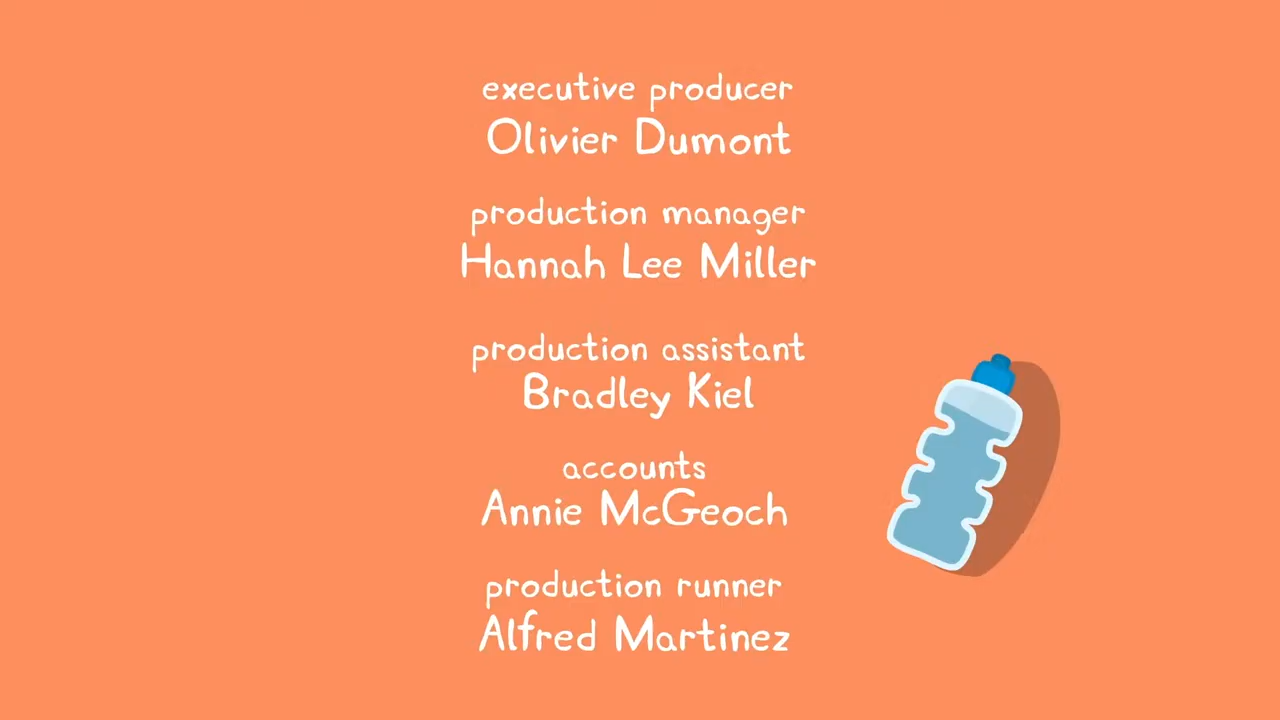 executive producer
Olivier Dumont
production manager
Hannah Lee Miller
production assistant
Bradley Kiel
accounts
Annie McGeoch
production runner
Alfred Martinez